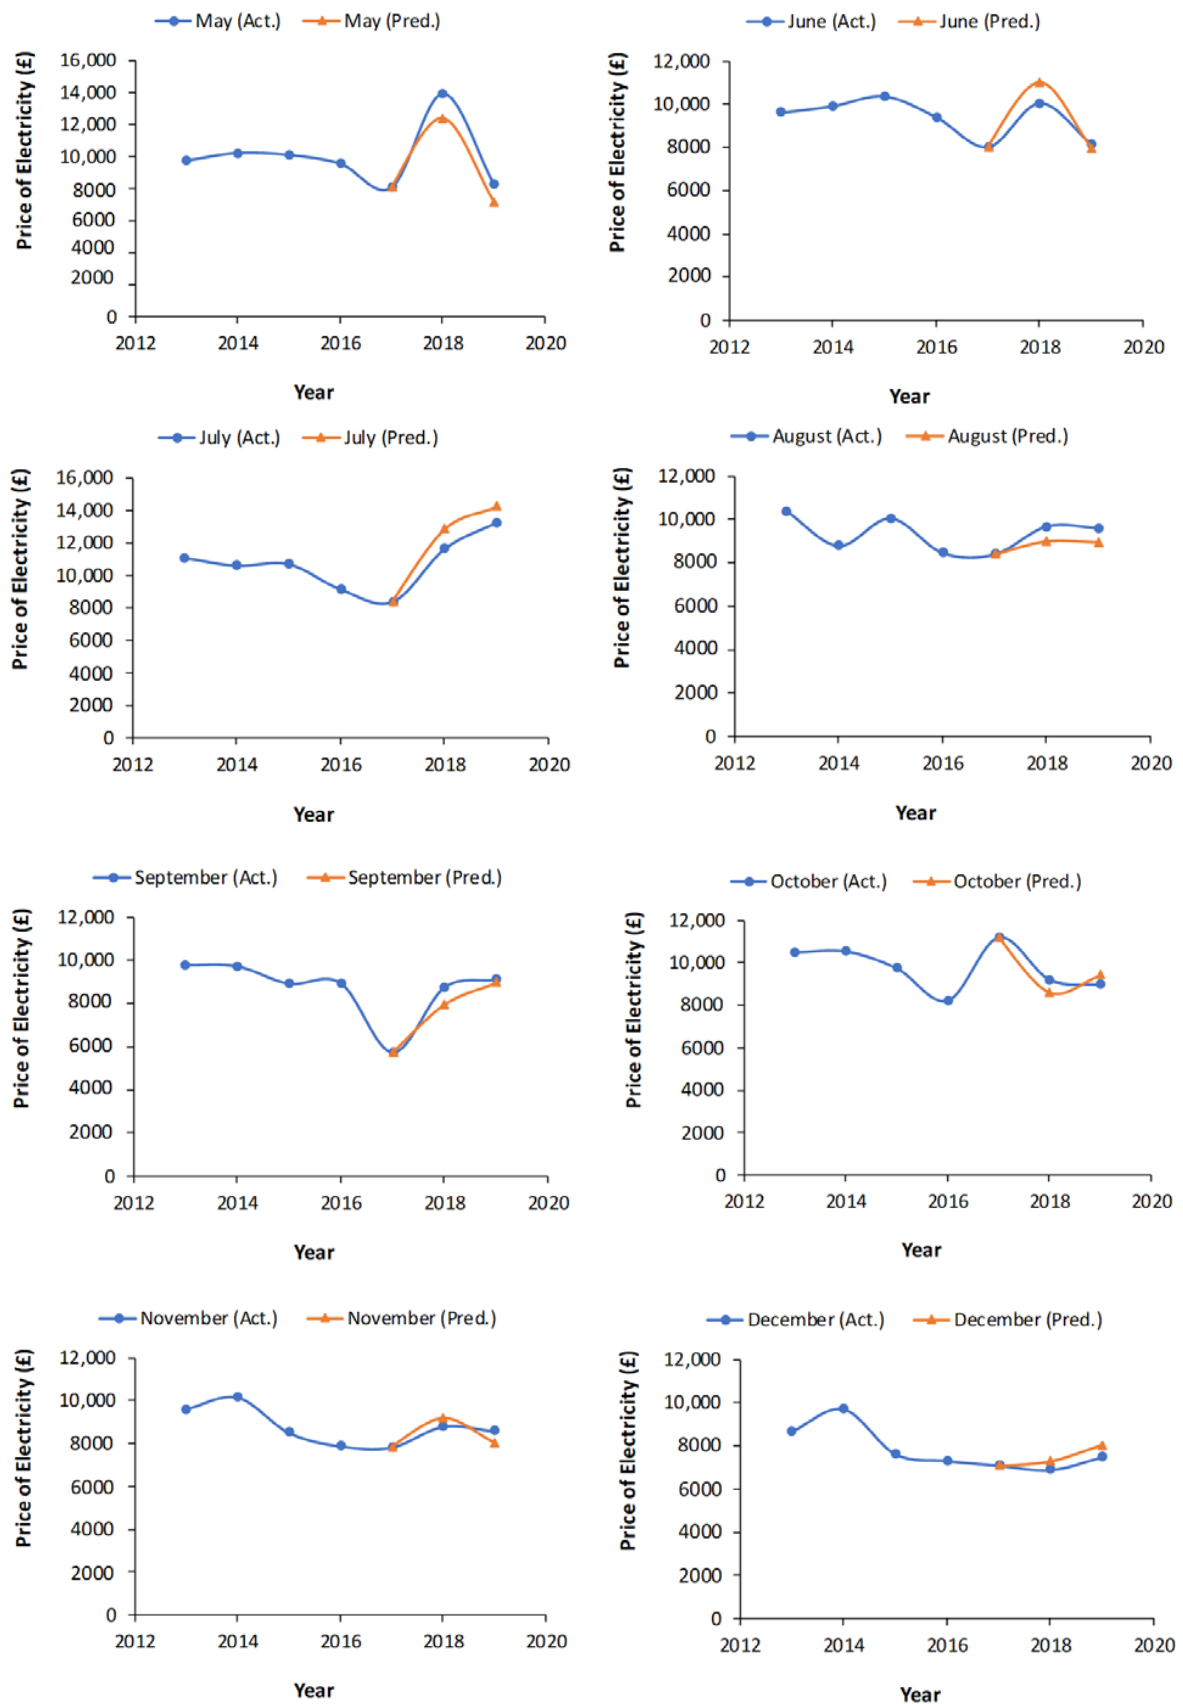 May (Act.) May (Pred.)
Price of Electricity (£)
16,000
14,000
12,000
10,000
8000
6000
4000
2000
0
2012 2014 2016 2018 2020
Year
June (Act.) June (Pred.)
Price of Electricity (£)
12,000
10,000
8000
6000
4000
2000
0
2012 2014 2016 2018 2020
Year
July (Act.) July (Pred.)
Price of Electricity (£)
16,000
14,000
12,000
10,000
8000
6000
4000
2000
0
2012 2014 2016 2018 2020
Year
August (Act.) August (Pred.)
Price of Electricity (£)
12,000
10,000
8000
6000
4000
2000
0
2012 2014 2016 2018 2020
Year
September (Act.) September (Pred.)
Price of Electricity (£)
12,000
10,000
8000
6000
4000
2000
0
2012 2014 2016 2018 2020
Year
October (Act.) October (Pred.)
Price of Electricity (£)
12,000
10,000
8000
6000
4000
2000
0
2012 2014 2016 2018 2020
Year
November (Act.) November (Pred.)
Price of Electricity (£)
12,000
10,000
8000
6000
4000
2000
0
2012 2014 2016 2018 2020
Year
December (Act.) December (Pred.)
Price of Electricity (£)
12,000
10,000
8000
6000
4000
2000
0
2012 2014 2016 2018 2020
Year